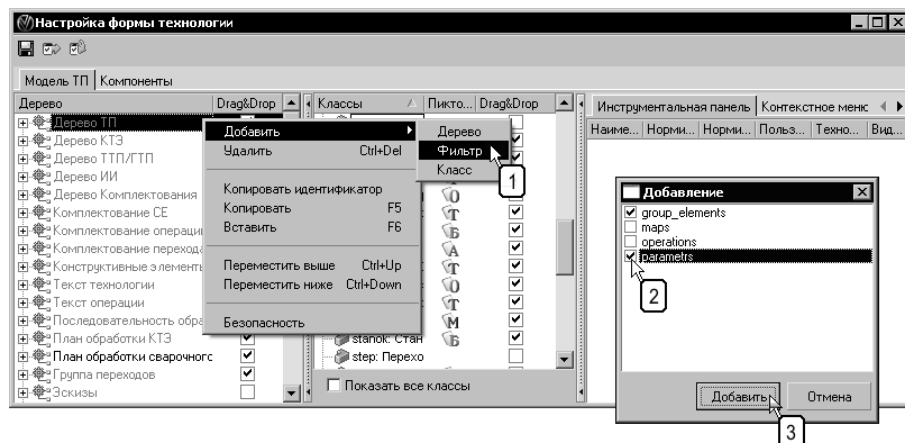 Настройка формы технологии
Модель ТП Компоненты
Дерево Drag&Drop
Дерево ТП
Дерево КТЭ
Дерево ТТП/ГТП
Дерево ИИ
Дерево Комплектования
Комплектование СЕ
Комплектование операци
Комплектование перехода
Конструктивные элементь
Текст технологии
Текст операции
Последовательность обра
План обработки КТЭ
План обработки сварочногс
Группа переходов
Эскизы
Добавить
Удалить Ctrl+Del
Копировать идентификатор
Копировать F5
Вставить F6
Переместить выше Ctrl+Up
Переместить ниже Ctrl+Down
Безопасность
Дерево
Фильтр
Класс
1
Классы Пикто... Drag&Drop
stanok: Стан
step: Перехо
Показать все классы
Инструментальная панель Контекстное меню
Наиме... Норми... Норми... Польз... Техно... Вид...
Добавление
group_elements
maps
operations
parametrs
2
Добавить Отмена
3